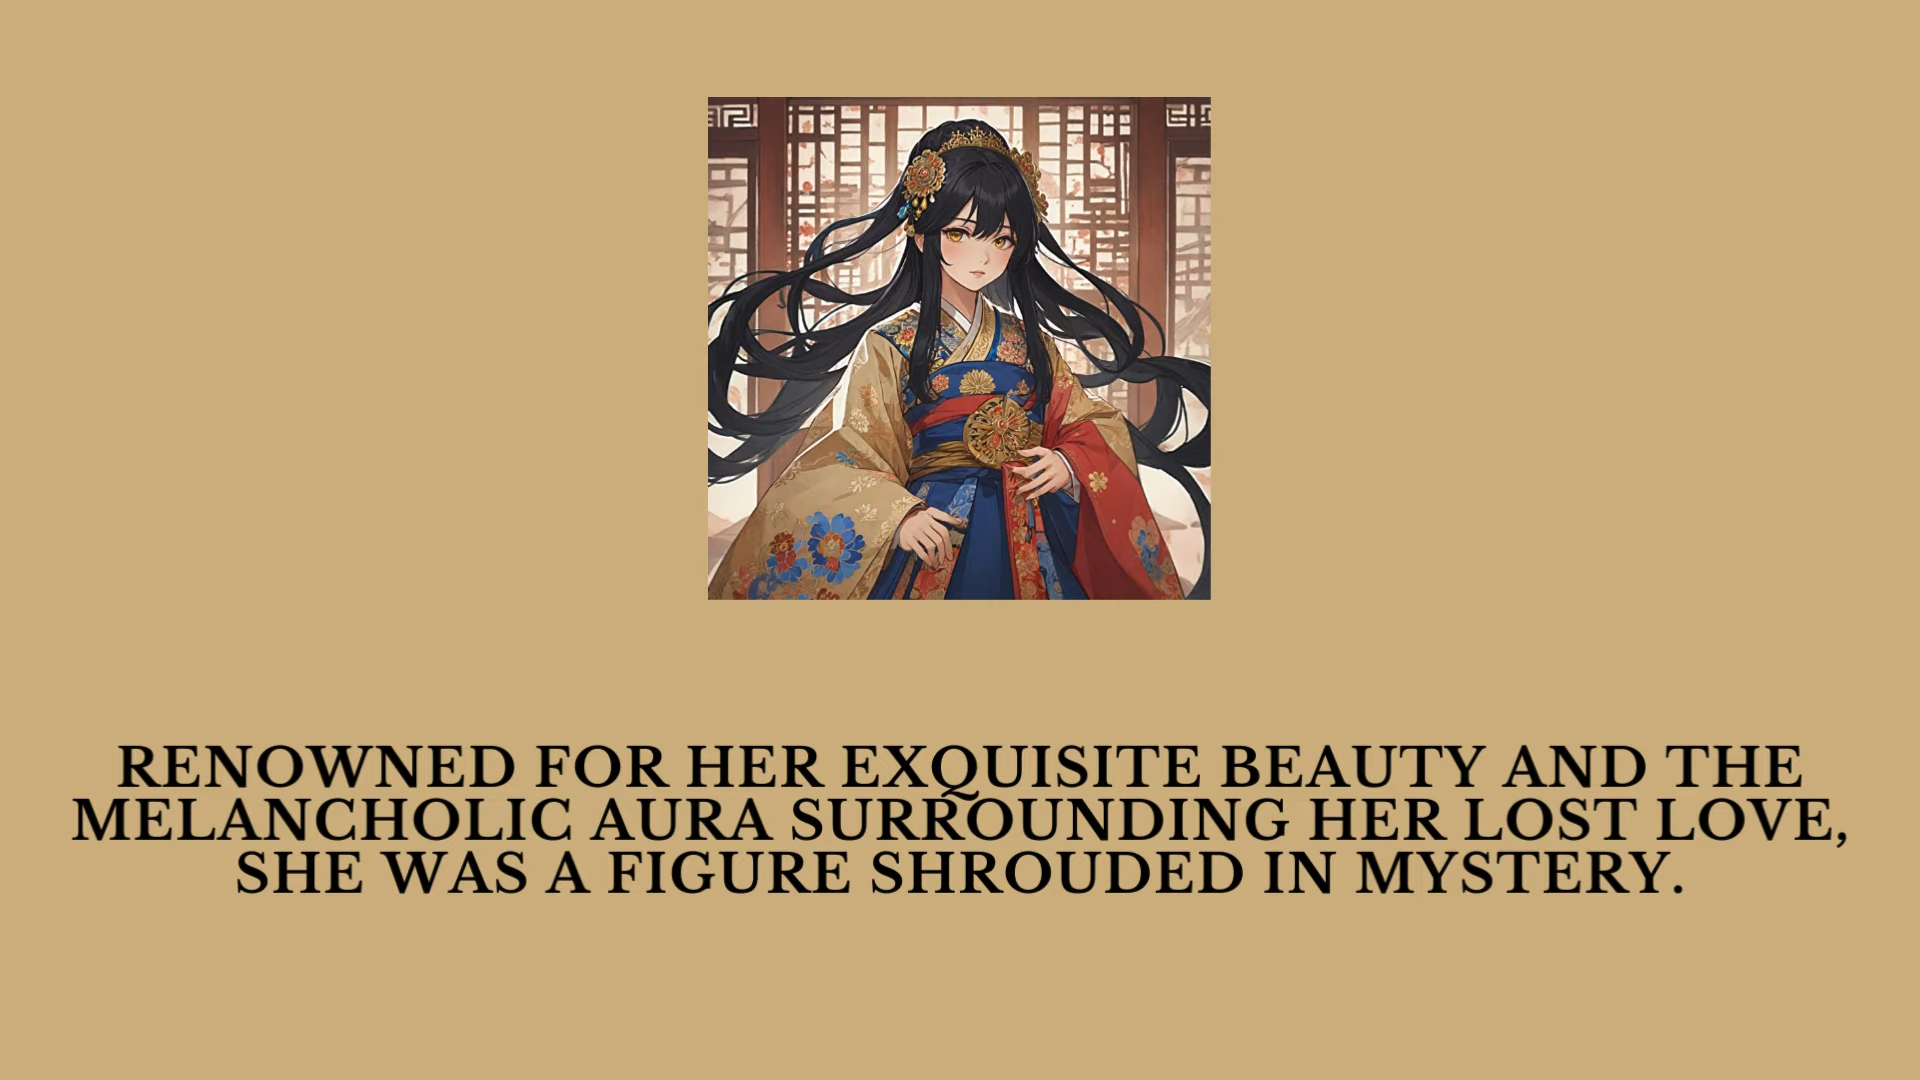 RENOWNED FOR HER EXQUISITE BEAUTY AND THE
MELANCHOLIC AURA SURROUNDING HER LOST LOVE,
SHE WAS A FIGURE SHROUDED IN MYSTERY.